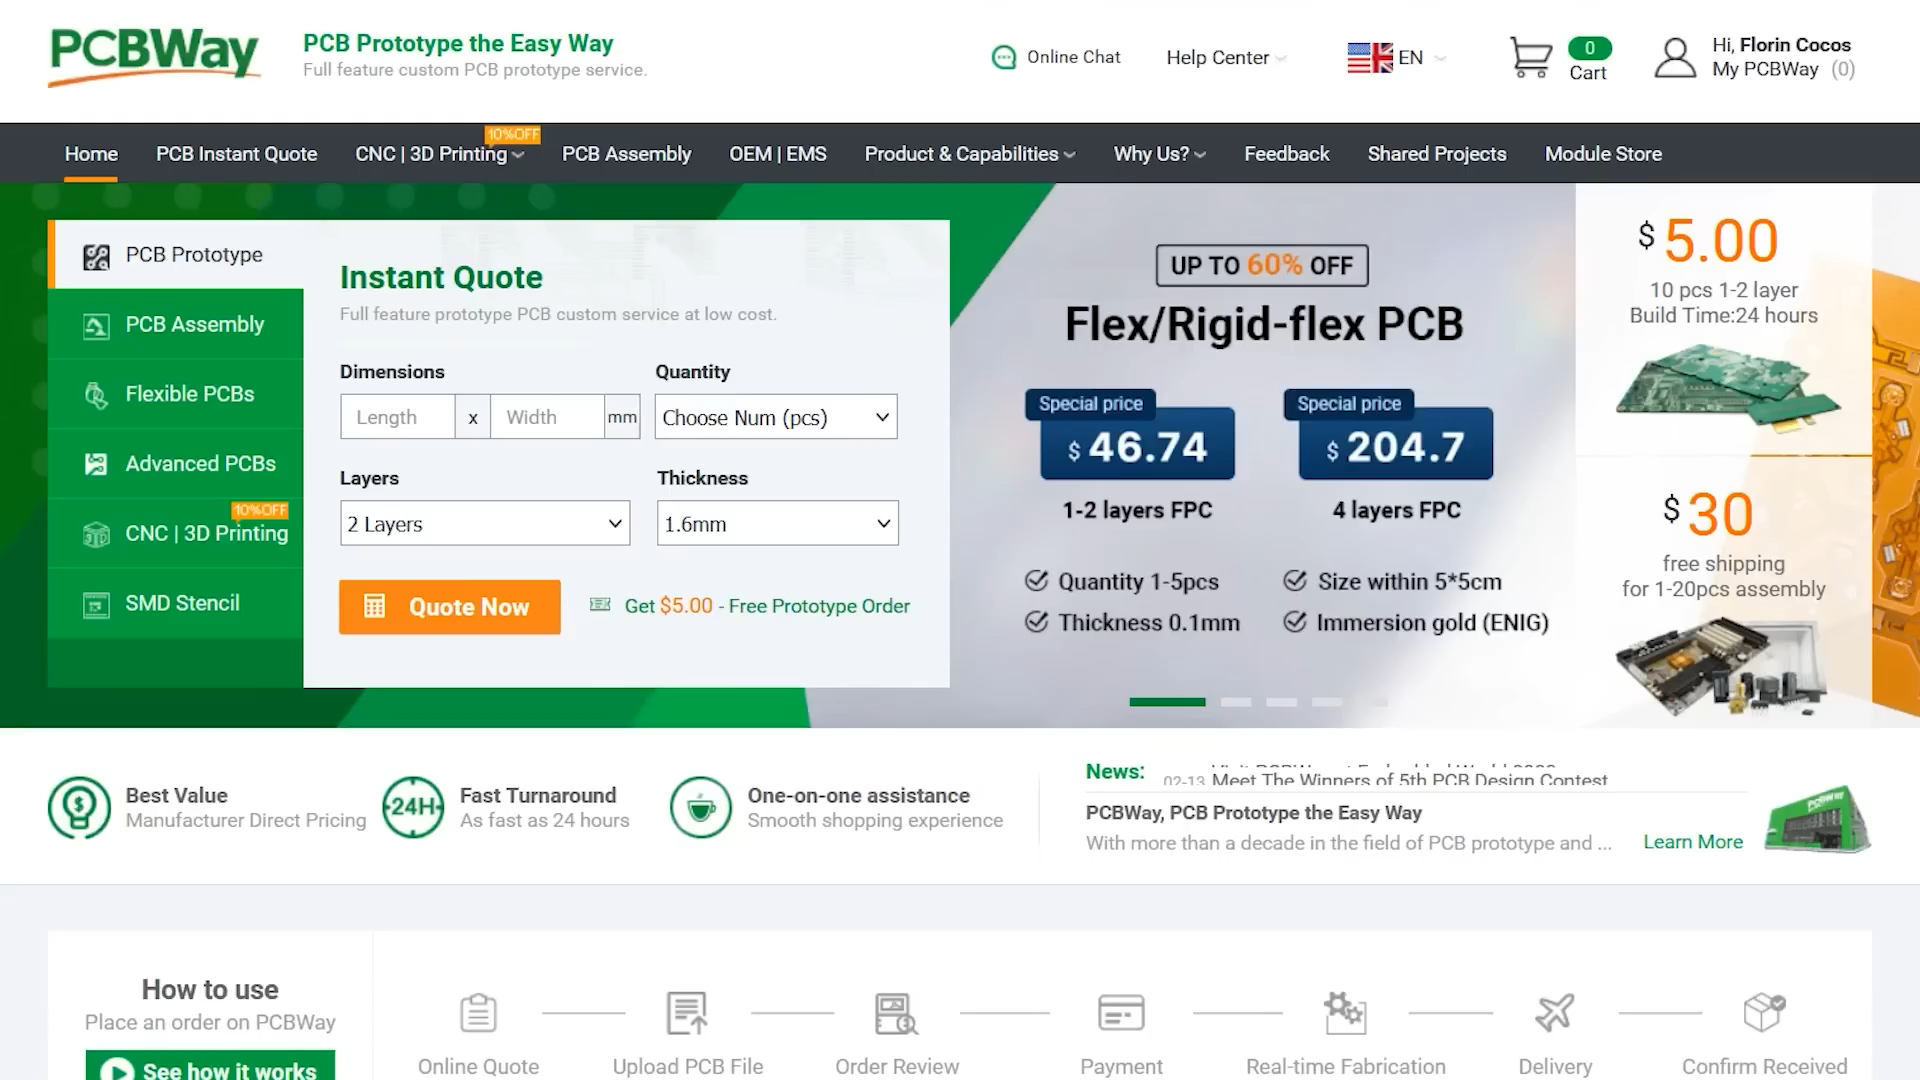 PCBWay
PCB Prototype the Easy Way
Full feature custom PCB prototype service.
Online Chat
Help Center
EN
0
Cart
Hi, Florin Cocos
My PCBWay (0)
Home
PCB Instant Quote
CNC | 3D Printing
10%OFF
PCB Assembly
OEM | EMS
Product & Capabilities
Why Us?
Feedback
Shared Projects
Module Store
PCB Prototype
PCB Assembly
Flexible PCBs
Advanced PCBs
10%OFF
CNC | 3D Printing
SMD Stencil
Instant Quote
Full feature prototype PCB custom service at low cost.
Dimensions
Length x Width mm
Quantity
Choose Num (pcs)
Layers
2 Layers
Thickness
1.6mm
Quote Now
Get $5.00 - Free Prototype Order
UP TO 60% OFF
Flex/Rigid-flex PCB
Special price
$ 46.74
1-2 layers FPC
Special price
$ 204.7
4 layers FPC
Quantity 1-5pcs
Size within 5*5cm
Thickness 0.1mm
Immersion gold (ENIG)
$ 5.00
10 pcs 1-2 layer
Build Time:24 hours
$ 30
free shipping
for 1-20pcs assembly
Best Value
Manufacturer Direct Pricing
24H
Fast Turnaround
As fast as 24 hours
One-on-one assistance
Smooth shopping experience
News:
02-13 Meet The Winners of 5th PCB Design Contest
PCBWay, PCB Prototype the Easy Way
With more than a decade in the field of PCB prototype and ...
Learn More
How to use
Place an order on PCBWay
See how it works
Online Quote
Upload PCB File
Order Review
Payment
Real-time Fabrication
Delivery
Confirm Received